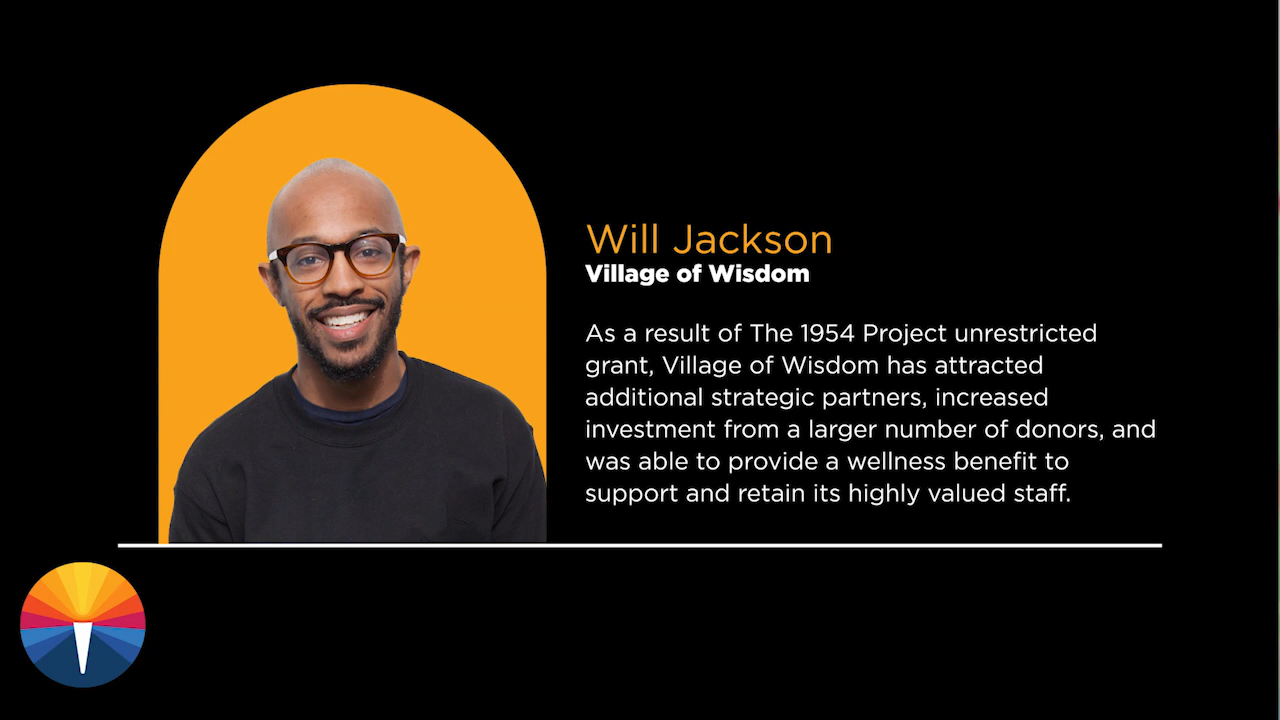 Will Jackson
Village of Wisdom
As a result of The 1954 Project unrestricted
grant, Village of Wisdom has attracted
additional strategic partners, increased
investment from a larger number of donors, and
was able to provide a wellness benefit to
support and retain its highly valued staff.